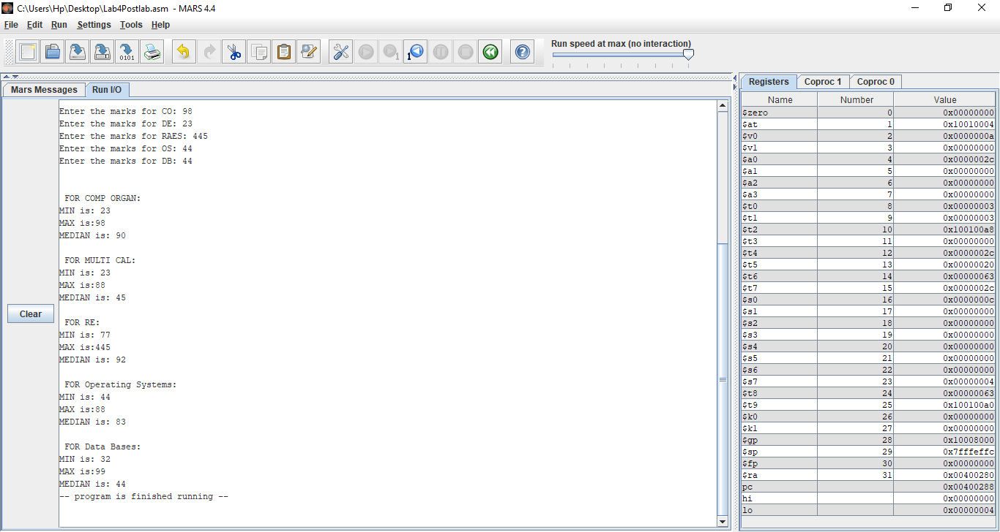 C:\Users\Hp\Desktop\Lab4Postlab.asm - MARS 4.4
File Edit Run Settings Tools Help
Run speed at max (no interaction)
0101
1
1
Mars Messages Run I/O
Clear
Enter the marks for CO: 98
Enter the marks for DE: 23
Enter the marks for RAES: 445
Enter the marks for OS: 44
Enter the marks for DB: 44
FOR COMP ORGAN:
MIN is: 23
MAX is:98
MEDIAN is: 90
FOR MULTI CAL:
MIN is: 23
MAX is:88
MEDIAN is: 45
FOR RE:
MIN is: 77
MAX is:445
MEDIAN is: 92
FOR Operating Systems:
MIN is: 44
MAX is:88
MEDIAN is: 83
FOR Data Bases:
MIN is: 32
MAX is:99
MEDIAN is: 44
-- program is finished running --
Registers Coproc 1 Coproc 0
Name Number Value
$zero 0 0x00000000
$at 1 0x10010004
$v0 2 0x0000000a
$v1 3 0x00000000
$a0 4 0x0000002c
$a1 5 0x00000000
$a2 6 0x00000000
$a3 7 0x00000000
$t0 8 0x00000003
$t1 9 0x00000003
$t2 10 0x100100a8
$t3 11 0x00000000
$t4 12 0x0000002c
$t5 13 0x00000020
$t6 14 0x00000063
$t7 15 0x0000002c
$s0 16 0x0000000c
$s1 17 0x00000000
$s2 18 0x00000000
$s3 19 0x00000000
$s4 20 0x00000000
$s5 21 0x00000000
$s6 22 0x00000000
$s7 23 0x00000004
$t8 24 0x00000063
$t9 25 0x100100a0
$k0 26 0x00000000
$k1 27 0x00000000
$gp 28 0x10008000
$sp 29 0x7fffeffc
$fp 30 0x00000000
$ra 31 0x00400280
pc 0x00400288
hi 0x00000000
lo 0x00000004